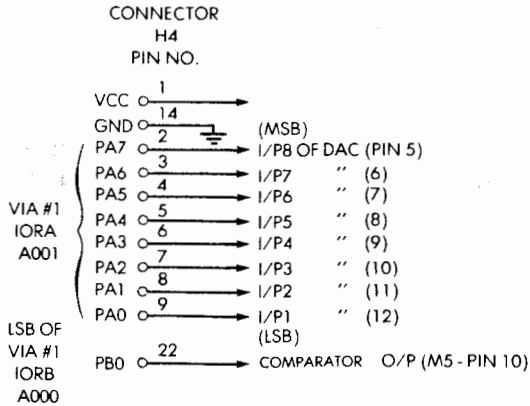 CONNECTOR
H4
PIN NO.
VCC 1
GND 14
(MSB)
PA7 2 I/P8 OF DAC (PIN 5)
PA6 3 I/P7 " (6)
PA5 4 I/P6 " (7)
PA4 5 I/P5 " (8)
PA3 6 I/P4 " (9)
PA2 7 I/P3 " (10)
PA1 8 I/P2 " (11)
PA0 9 I/P1 " (12)
(LSB)
VIA #1
IORA
A001
LSB OF
VIA #1
IORB
A000
PB0 22 COMPARATOR O/P (M5 - PIN 10)